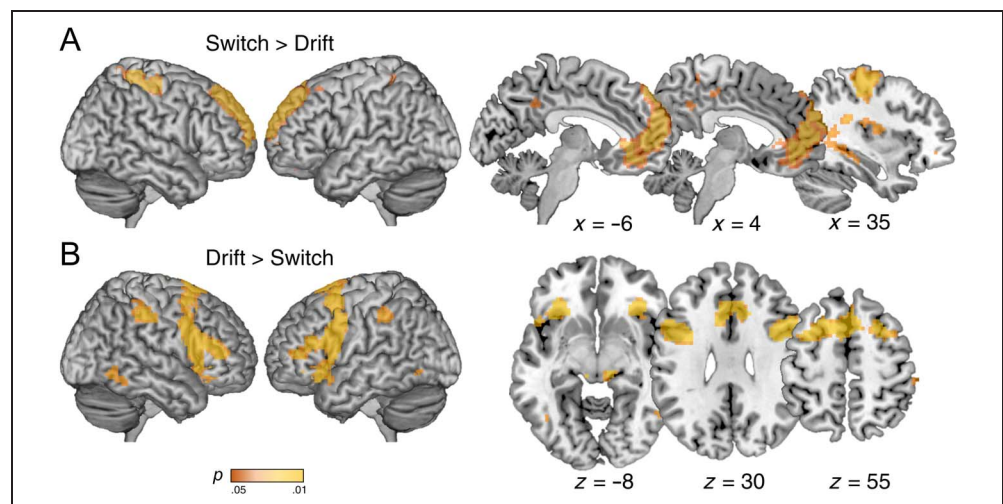 A
Switch > Drift
x = –6
x = 4
x = 35
B
Drift > Switch
p
.05
.01
z = –8
z = 30
z = 55